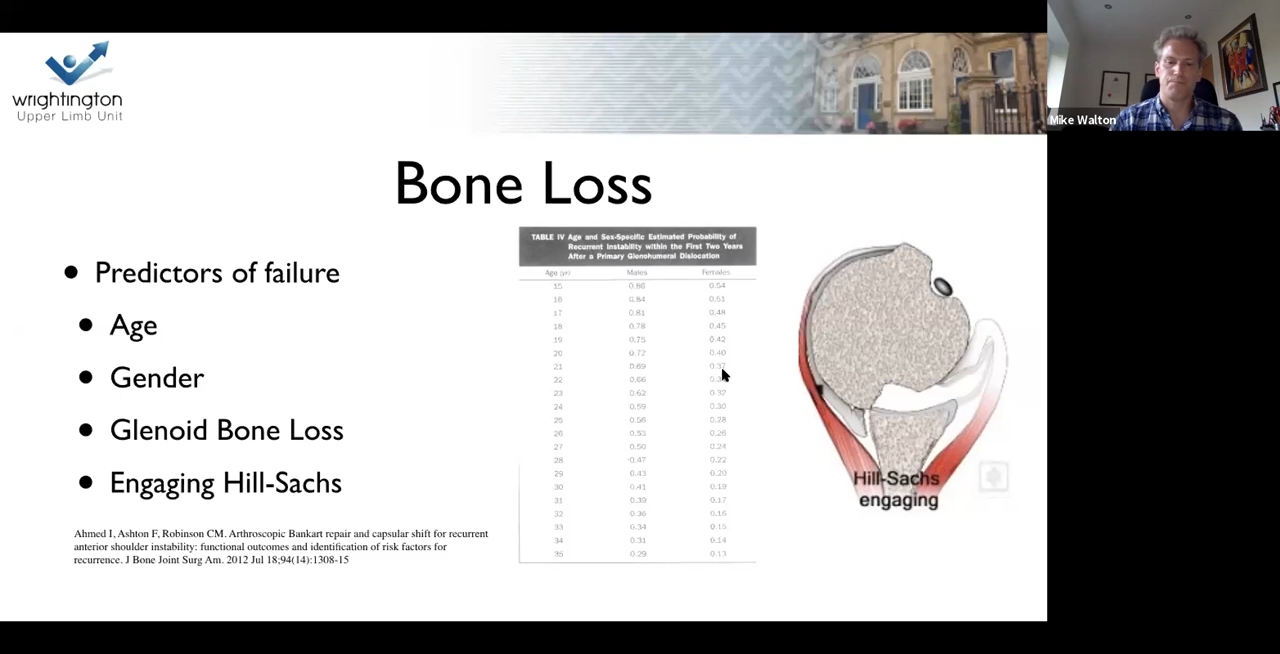 wrightington
Upper Limb Unit
Mike Walton
Bone Loss
Predictors of failure
Age
Gender
Glenoid Bone Loss
Engaging Hill-Sachs
Ahmed I, Ashton F, Robinson CM. Arthroscopic Bankart repair and capsular shift for recurrent
anterior shoulder instability: functional outcomes and identification of risk factors for
recurrence. J Bone Joint Surg Am. 2012 Jul 18;94(14):1308-15
TABLE IV Age and Sex-Specific Estimated Probability of
Recurrent Instability within the First Two Years
After a Primary Glenohumeral Dislocation
Age (yr) Males Females
15 0.86 0.54
16 0.84 0.51
17 0.81 0.48
18 0.78 0.45
19 0.75 0.42
20 0.72 0.40
21 0.69 0.37
22 0.66
23 0.62 0.32
24 0.59 0.30
25 0.56 0.28
26 0.53 0.26
27 0.50 0.24
28 0.47 0.22
29 0.43 0.20
30 0.41 0.19
31 0.39 0.17
32 0.36 0.16
33 0.34 0.15
34 0.31 0.14
35 0.29 0.13
Hill-Sachs
engaging